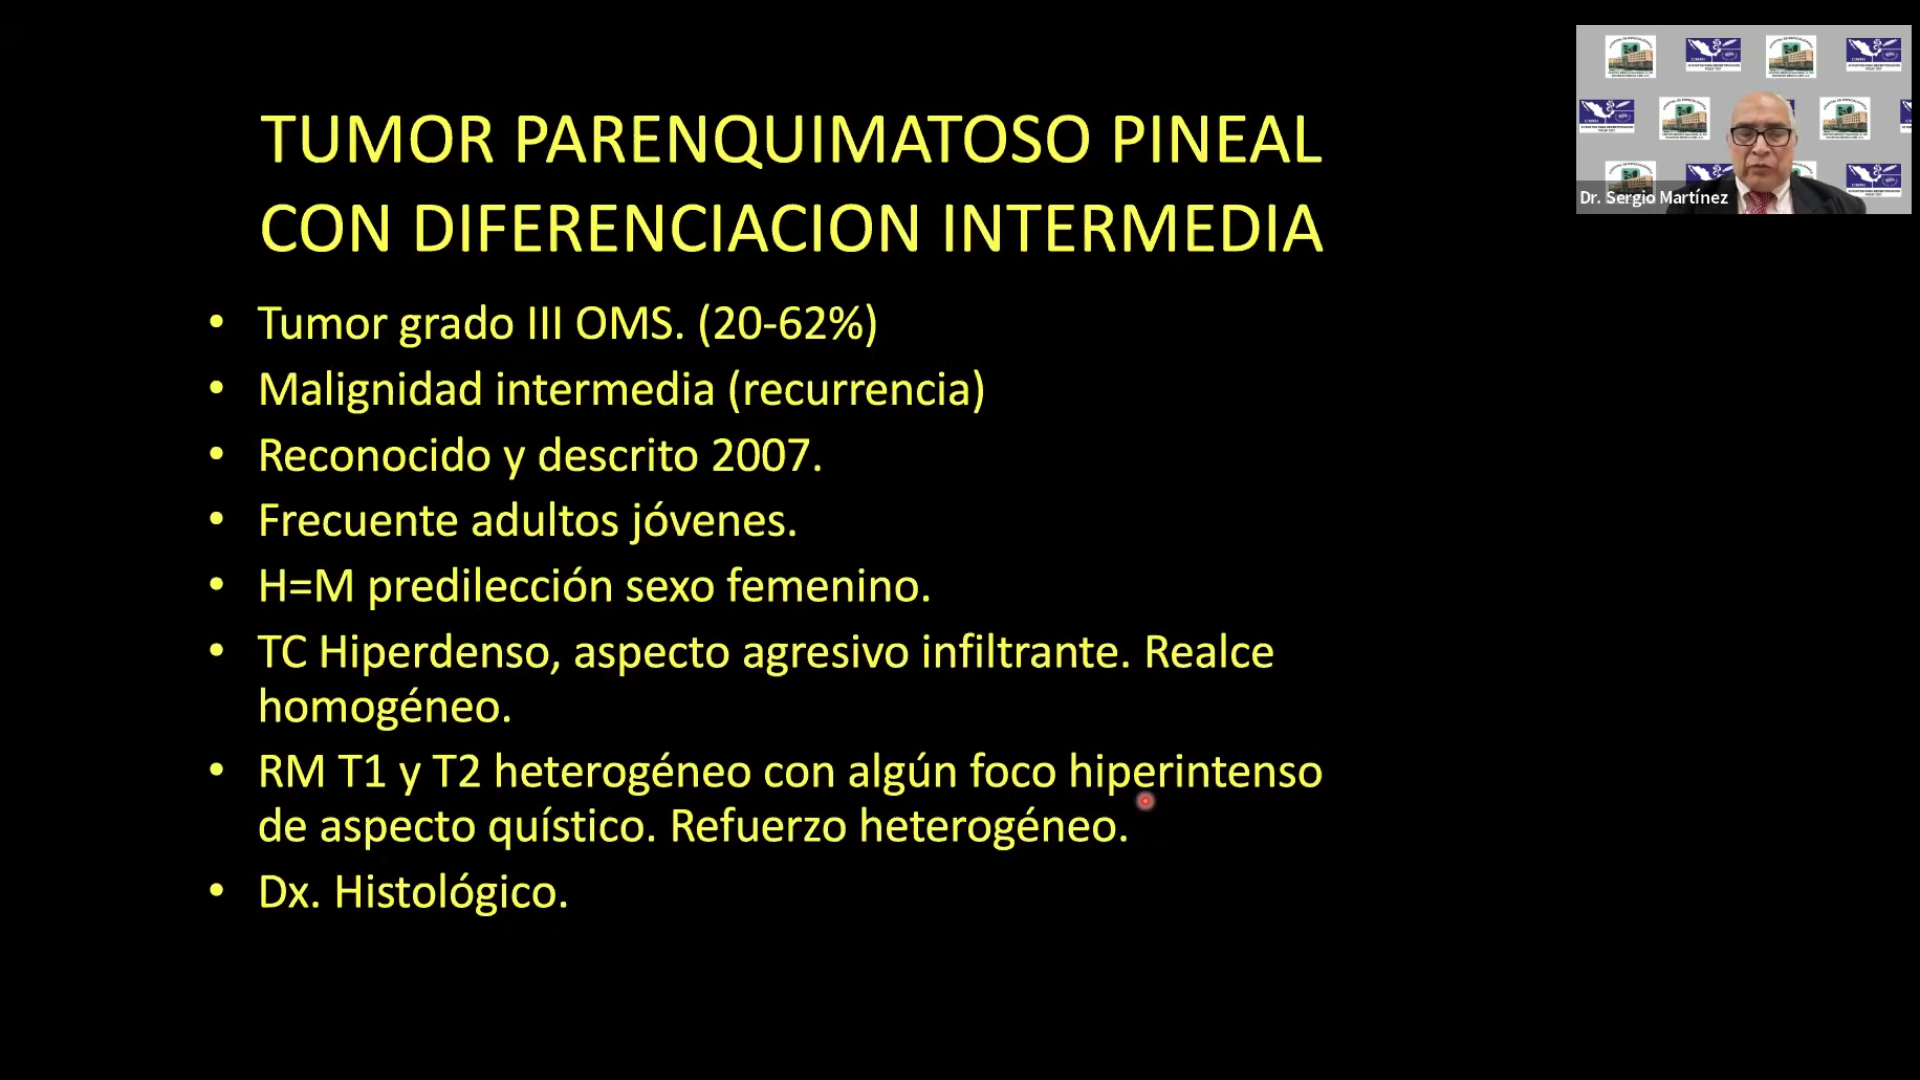 TUMOR PARENQUIMATOSO PINEAL
CON DIFERENCIACION INTERMEDIA
• Tumor grado III OMS. (20-62%)
• Malignidad intermedia (recurrencia)
• Reconocido y descrito 2007.
• Frecuente adultos jóvenes.
• H=M predilección sexo femenino.
• TC Hiperdenso, aspecto agresivo infiltrante. Realce
homogéneo.
• RM T1 y T2 heterogéneo con algún foco hiperintenso
de aspecto quístico. Refuerzo heterogéneo.
• Dx. Histológico.
Dr. Sergio Martínez